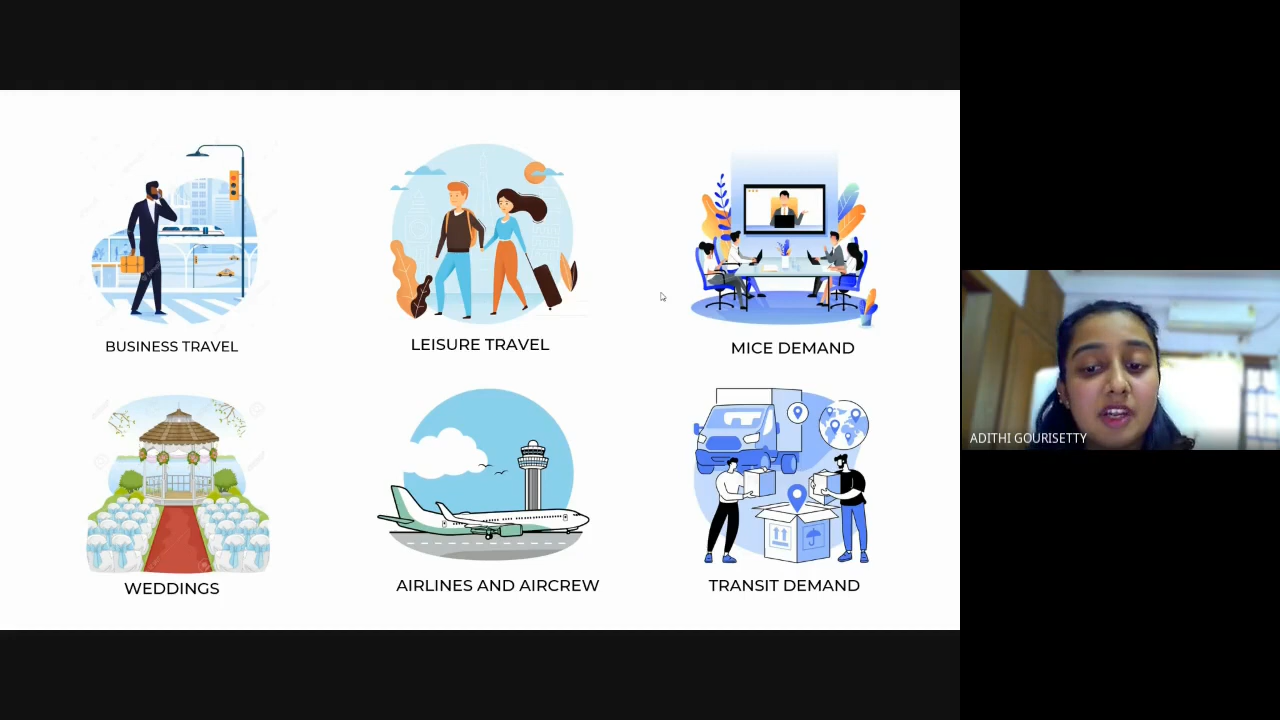 BUSINESS TRAVEL
LEISURE TRAVEL
MICE DEMAND
WEDDINGS
AIRLINES AND AIRCREW
TRANSIT DEMAND
ADITHI GOURISETTY